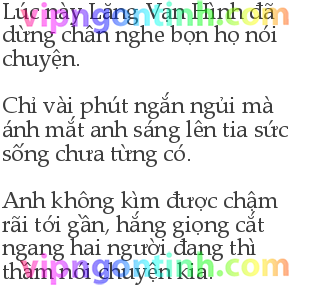 Lúc này Lăng Vân Hình đã
dừng chân nghe bọn họ nói
chuyện.
Chỉ vài phút ngắn ngủi mà
ánh mắt anh sáng lên tia sức
sống chưa từng có.
Anh không kìm được chậm
rãi tới gần, hắng giọng cắt
ngang hai người đang thì
thầm nói chuyện kia.
vipngontinh.com
vipngontinh.com